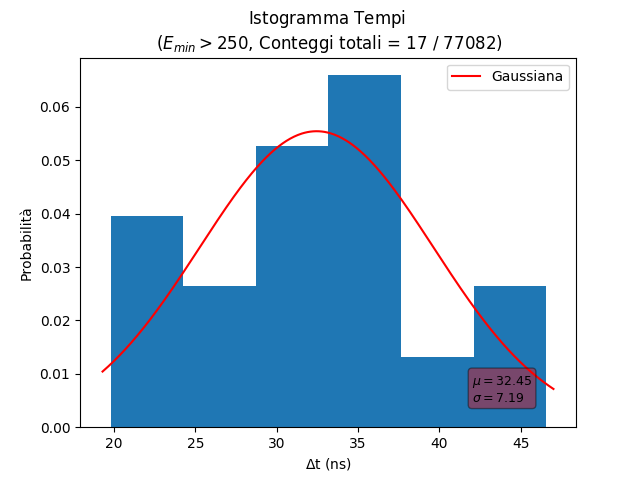 Istogramma Tempi
(E_min > 250, Conteggi totali = 17 / 77082)
Gaussiana
Probabilità
0.06
0.05
0.04
0.03
0.02
0.01
0.00
μ = 32.45
σ = 7.19
20 25 30 35 40 45
Δt (ns)